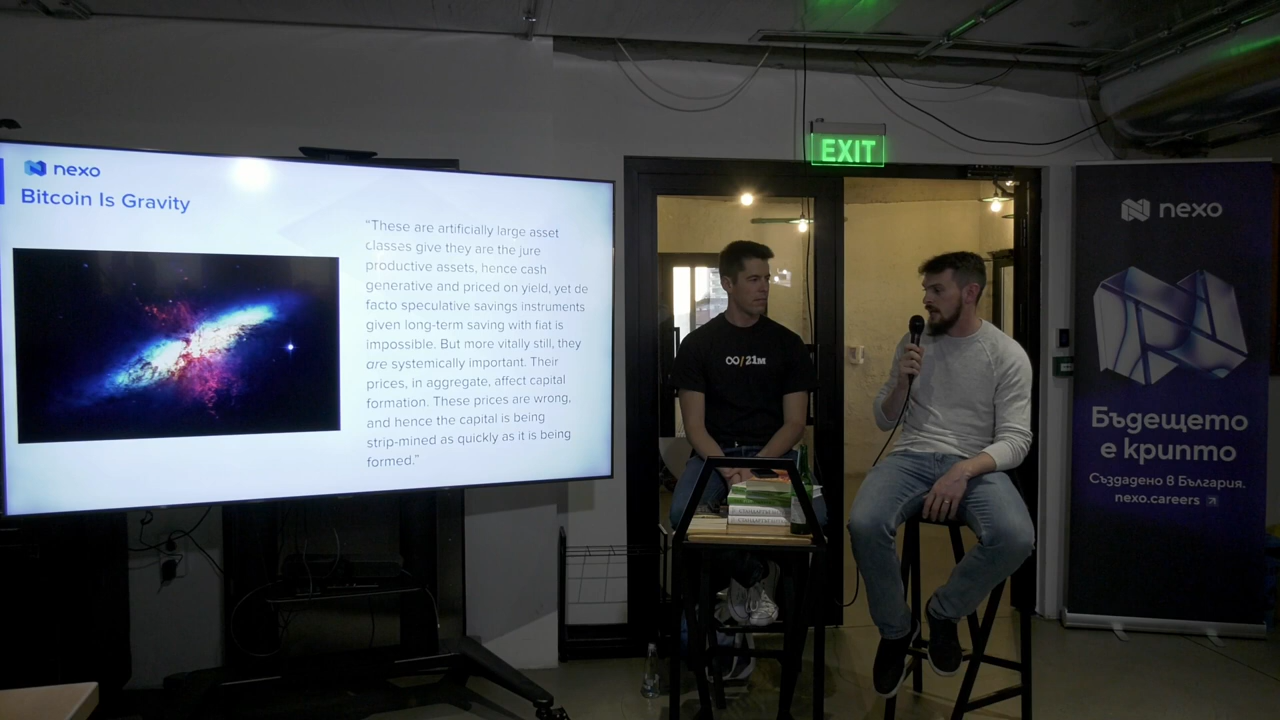 nexo
Bitcoin Is Gravity
“These are artificially large asset
classes give they are the jure
productive assets, hence cash
generative and priced on yield, yet de
facto speculative savings instruments
given long-term saving with fiat is
impossible. But more vitally still, they
are systemically important. Their
prices, in aggregate, affect capital
formation. These prices are wrong,
and hence the capital is being
strip-mined as quickly as it is being
formed.”
EXIT
∞/21M
nexo
Бъдещето
е крипто
Създадено в България.
nexo.careers